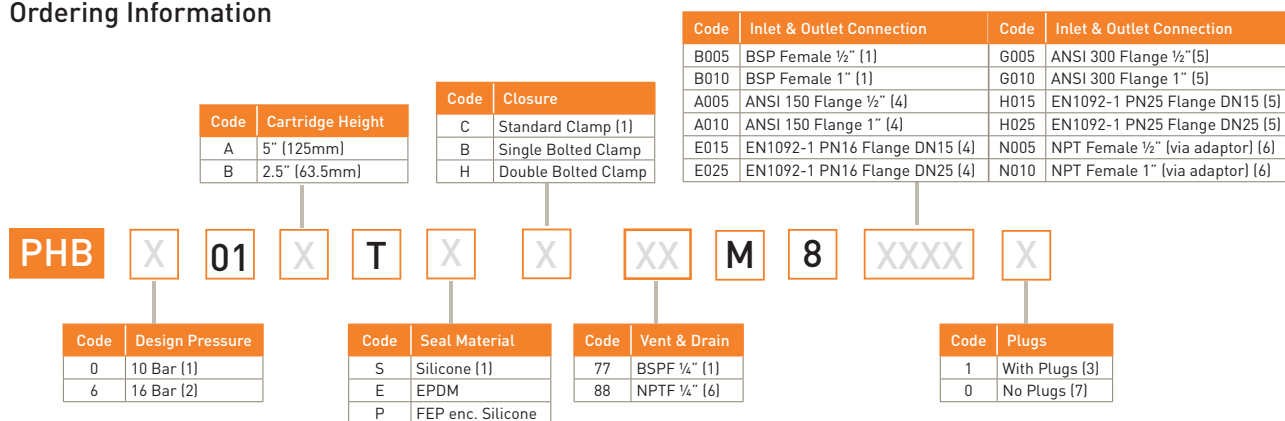 Ordering Information
Code Inlet & Outlet Connection Code Inlet & Outlet Connection
B005 BSP Female ½” (1) G005 ANSI 300 Flange ½”(5)
B010 BSP Female 1” (1) G010 ANSI 300 Flange 1” (5)
A005 ANSI 150 Flange ½” (4) H015 EN1092-1 PN25 Flange DN15 (5)
A010 ANSI 150 Flange 1” (4) H025 EN1092-1 PN25 Flange DN25 (5)
E015 EN1092-1 PN16 Flange DN15 (4) N005 NPT Female ½” (via adaptor) (6)
E025 EN1092-1 PN16 Flange DN25 (4) N010 NPT Female 1” (via adaptor) (6)
Code Closure
C Standard Clamp (1)
B Single Bolted Clamp
H Double Bolted Clamp
Code Cartridge Height
A 5” (125mm)
B 2.5” (63.5mm)
PHB X 01 X T X X XX M 8 XXXX X
Code Design Pressure
0 10 Bar (1)
6 16 Bar (2)
Code Seal Material
S Silicone (1)
E EPDM
P FEP enc. Silicone
Code Vent & Drain
77 BSPF ¼” (1)
88 NPTF ¼” (6)
Code Plugs
1 With Plugs (3)
0 No Plugs (7)